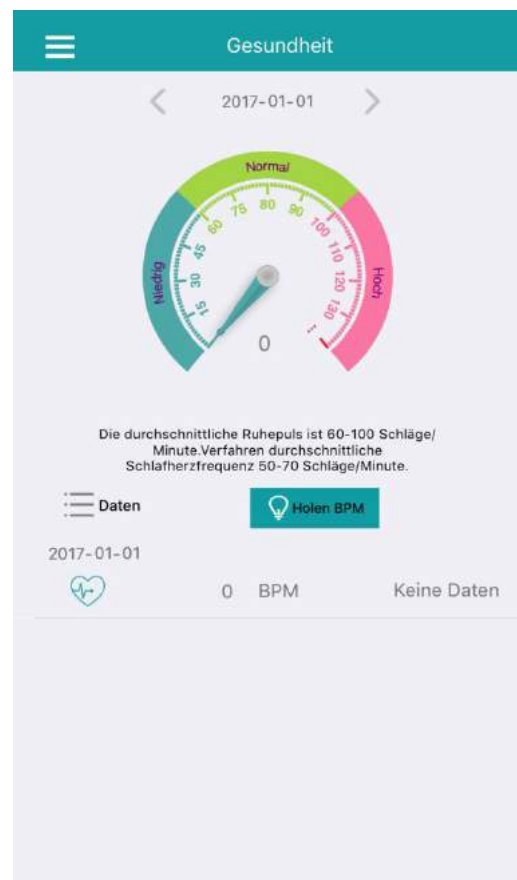 Gesundheit
2017-01-01
Normal
Niedrig
Hoch
15
30
45
60
75
80
90
100
110
120
130
...
0
Die durchschnittliche Ruhepuls ist 60-100 Schläge/
Minute.Verfahren durchschnittliche
Schlafherzfrequenz 50-70 Schläge/Minute.
Daten
Holen BPM
2017-01-01
0 BPM Keine Daten